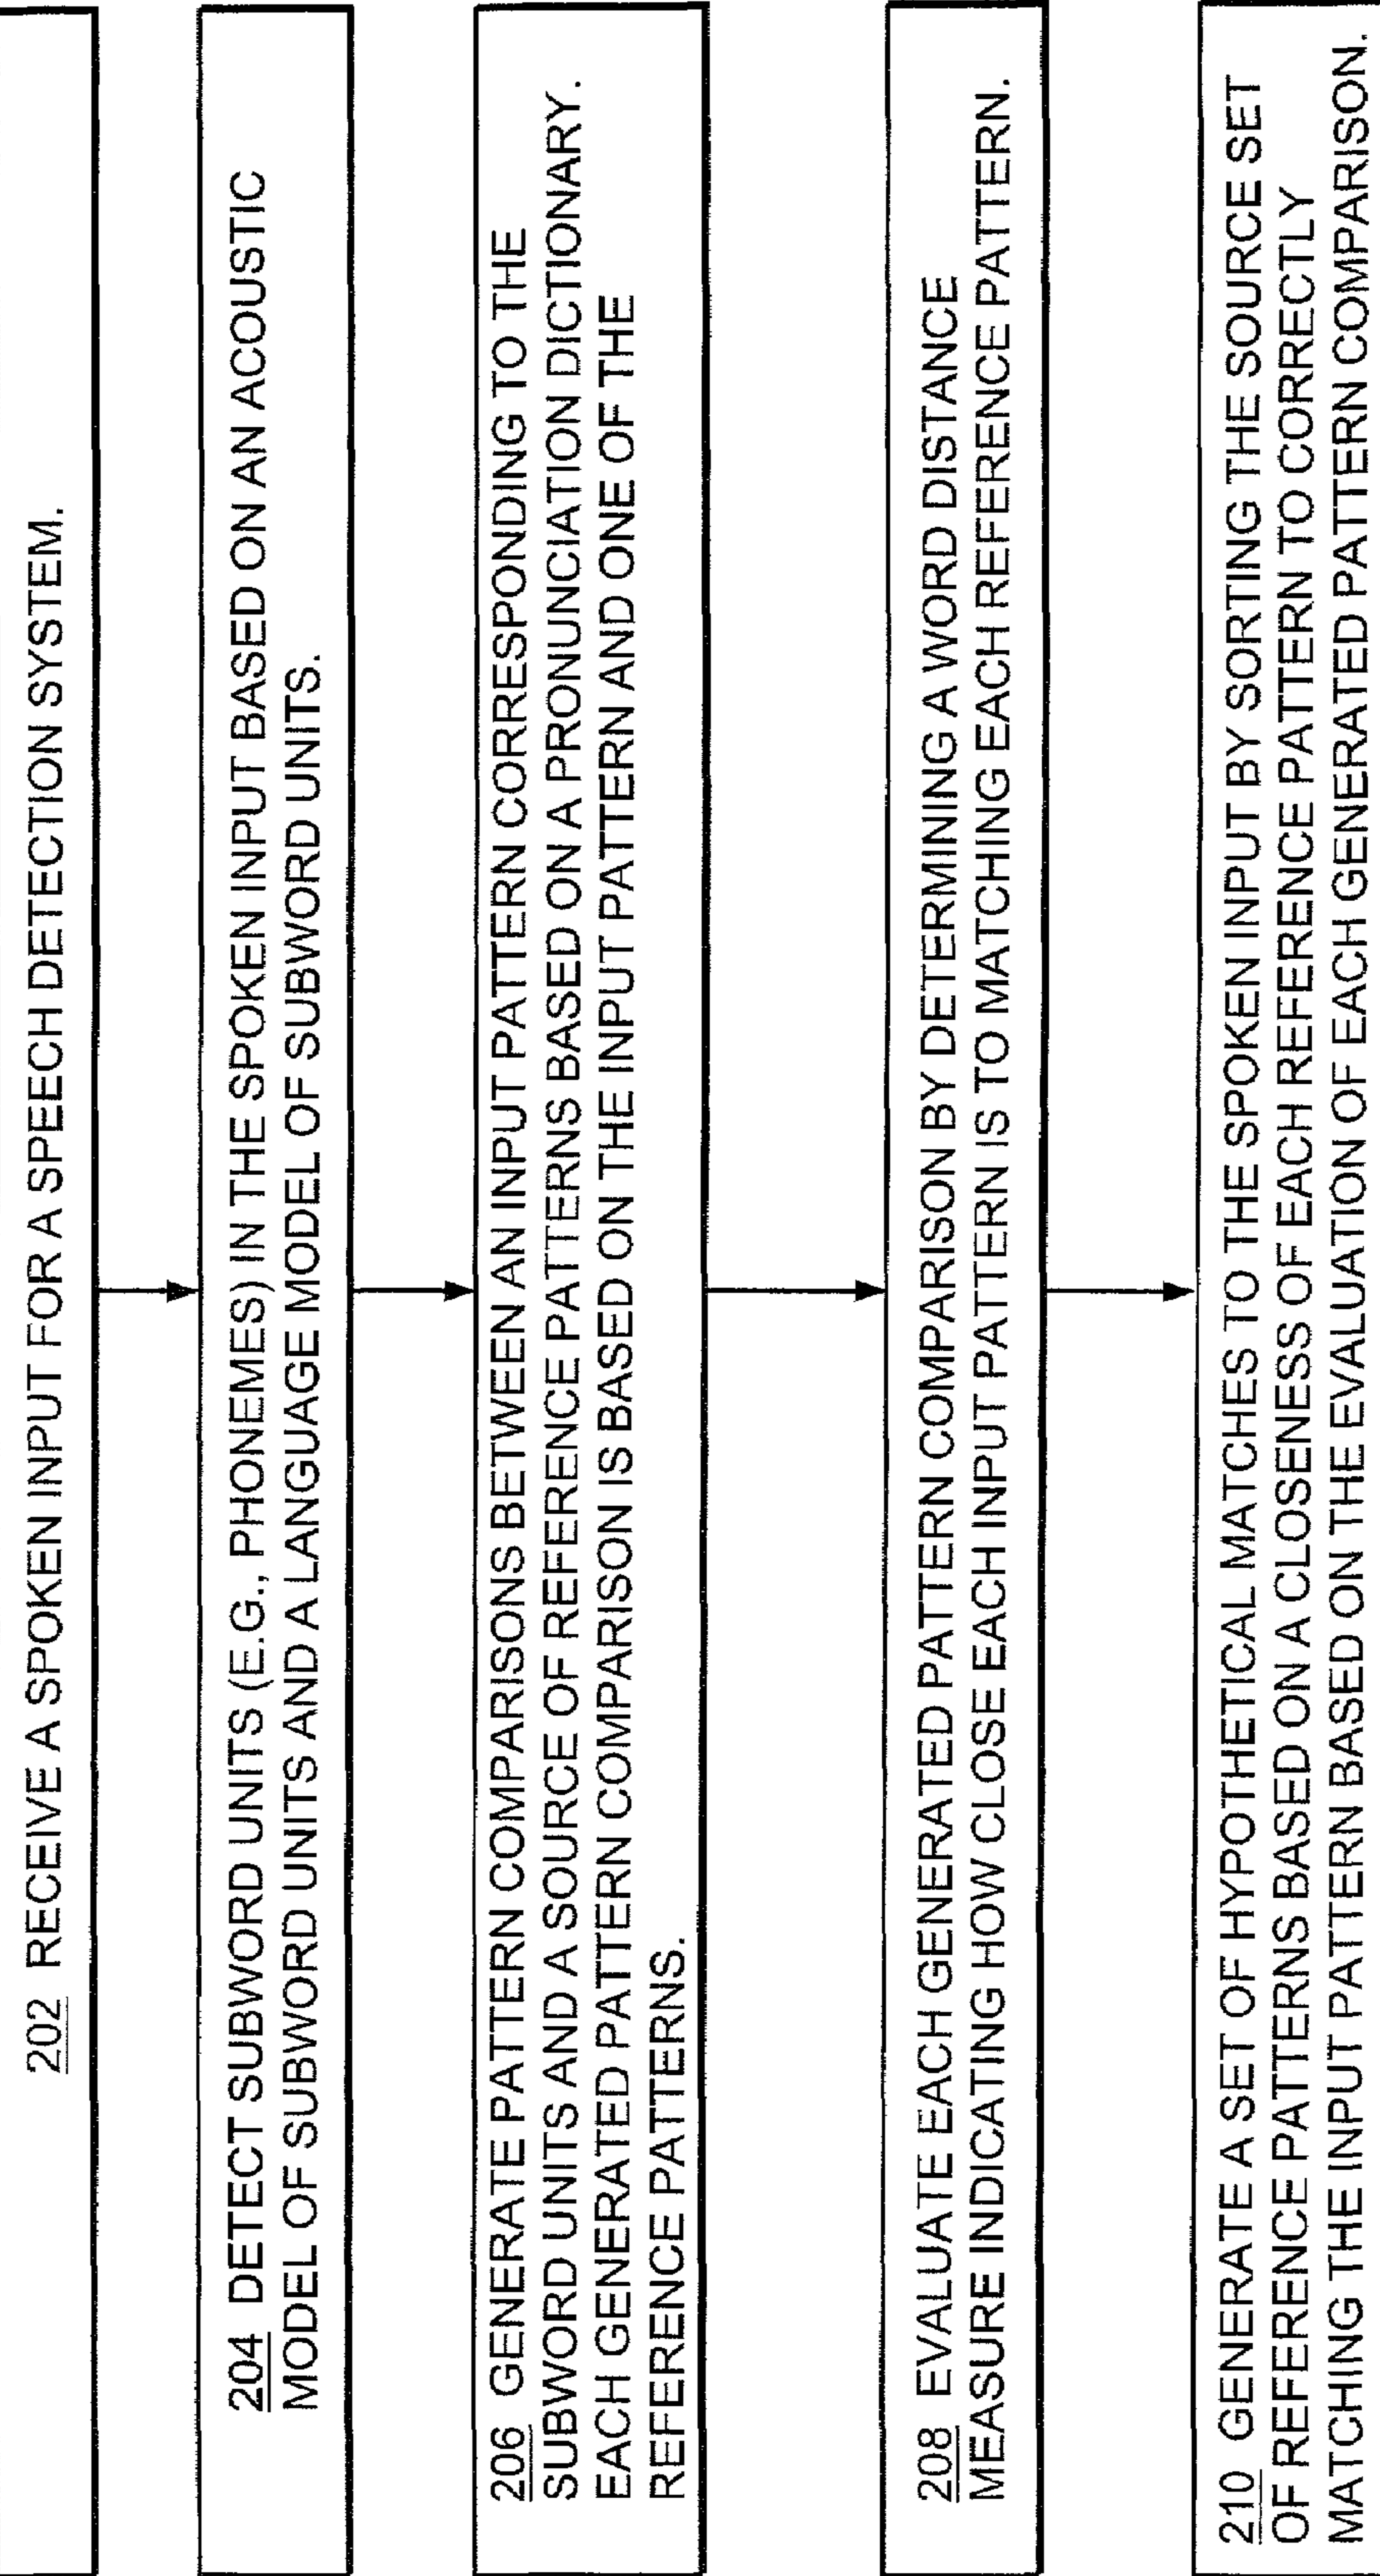 202 RECEIVE A SPOKEN INPUT FOR A SPEECH DETECTION SYSTEM.
204 DETECT SUBWORD UNITS (E.G., PHONEMES) IN THE SPOKEN INPUT BASED ON AN ACOUSTIC
MODEL OF SUBWORD UNITS AND A LANGUAGE MODEL OF SUBWORD UNITS.
206 GENERATE PATTERN COMPARISONS BETWEEN AN INPUT PATTERN CORRESPONDING TO THE
SUBWORD UNITS AND A SOURCE OF REFERENCE PATTERNS BASED ON A PRONUNCIATION DICTIONARY.
EACH GENERATED PATTERN COMPARISON IS BASED ON THE INPUT PATTERN AND ONE OF THE
REFERENCE PATTERNS.
208 EVALUATE EACH GENERATED PATTERN COMPARISON BY DETERMINING A WORD DISTANCE
MEASURE INDICATING HOW CLOSE EACH INPUT PATTERN IS TO MATCHING EACH REFERENCE PATTERN.
210 GENERATE A SET OF HYPOTHETICAL MATCHES TO THE SPOKEN INPUT BY SORTING THE SOURCE SET
OF REFERENCE PATTERNS BASED ON A CLOSENESS OF EACH REFERENCE PATTERN TO CORRECTLY
MATCHING THE INPUT PATTERN BASED ON THE EVALUATION OF EACH GENERATED PATTERN COMPARISON.